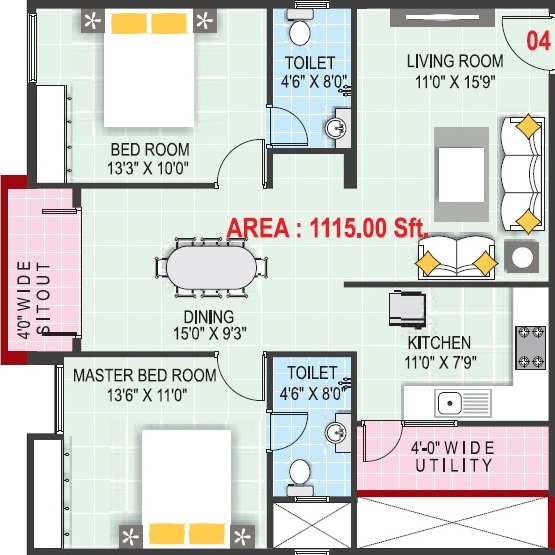 TOILET
4'6" X 8'0"
LIVING ROOM
11'0" X 15'9"
04
BED ROOM
13'3" X 10'0"
AREA : 1115.00 Sft.
4'0" WIDE
SITOUT
DINING
15'0" X 9'3"
KITCHEN
11'0" X 7'9"
MASTER BED ROOM
13'6" X 11'0"
TOILET
4'6" X 8'0"
4'-0" WIDE
UTILITY